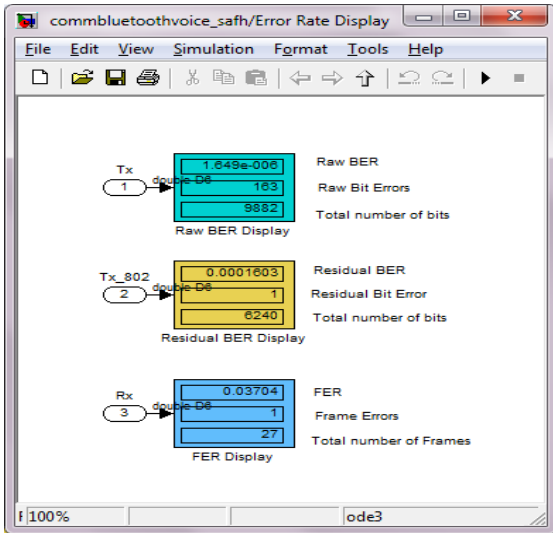 commbluetoothvoice_safh/Error Rate Display
File Edit View Simulation Format Tools Help
Tx
1
double D6
1.649e-006
163
9882
Raw BER
Raw Bit Errors
Total number of bits
Raw BER Display
Tx_802
2
double D6
0.0001603
1
6240
Residual BER
Residual Bit Error
Total number of bits
Residual BER Display
Rx
3
double D6
0.03704
1
27
FER
Frame Errors
Total number of Frames
FER Display
100%
ode3